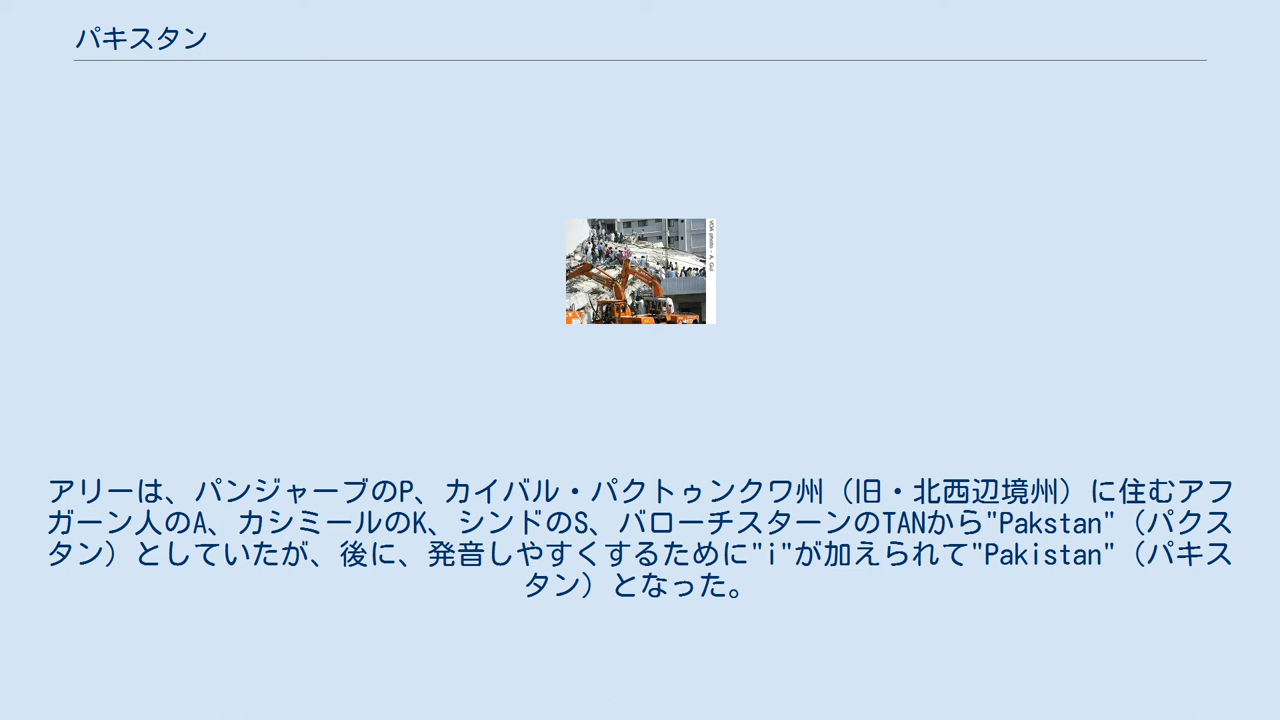 パキスタン
VOA photo - A. Gul
アリーは、パンジャーブのP、カイバル・パクトゥンクワ州（旧・北西辺境州）に住むアフ
ガーン人のA、カシミールのK、シンドのS、バローチスターンのTANから"Pakstan"（パクス
タン）としていたが、後に、発音しやすくするために"i"が加えられて"Pakistan"（パキス
タン）となった。